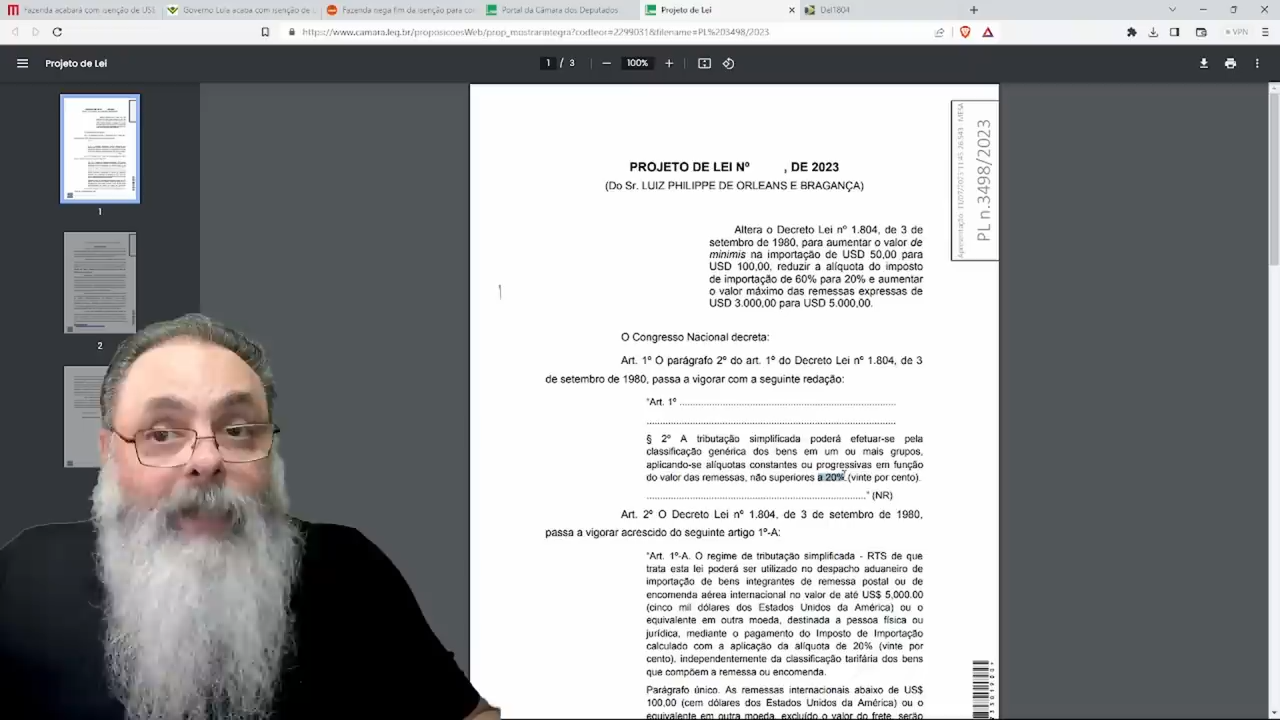 Fazenda acabará com isenção de US$
Governo Lula acaba com isenção de i
Fazenda nega fim da isenção para co
Portal da Câmara dos Deputados
Projeto de Lei
Del1804
https://www.camara.leg.br/proposicoesWeb/prop_mostrarintegra?codteor=2299031&filename=PL%203498/2023
VPN
Projeto de Lei
1 / 3
100%
1
2
PL n.3498/2023
PROJETO DE LEI Nº , DE 2023
(Do Sr. LUIZ PHILIPPE DE ORLEANS E BRAGANÇA)
Altera o Decreto Lei nº 1.804, de 3 de
setembro de 1980, para aumentar o valor de
minimis na importação de USD 50,00 para
USD 100,00, reduzir a alíquota do imposto
de importação de 60% para 20% e aumentar
o valor máximo das remessas expressas de
USD 3.000,00 para USD 5.000,00.
O Congresso Nacional decreta:
Art. 1º O parágrafo 2º do art. 1º do Decreto Lei nº 1.804, de 3
de setembro de 1980, passa a vigorar com a seguinte redação:
"Art. 1º ........................................................................
..................................................................................
§ 2º A tributação simplificada poderá efetuar-se pela
classificação genérica dos bens em um ou mais grupos,
aplicando-se alíquotas constantes ou progressivas em função
do valor das remessas, não superiores a 20% (vinte por cento).
........................................................................" (NR)
Art. 2º O Decreto Lei nº 1.804, de 3 de setembro de 1980,
passa a vigorar acrescido do seguinte artigo 1º-A:
"Art. 1º-A. O regime de tributação simplificada - RTS de que
trata esta lei poderá ser utilizado no despacho aduaneiro de
importação de bens integrantes de remessa postal ou de
encomenda aérea internacional no valor de até US$ 5,000.00
(cinco mil dólares dos Estados Unidos da América) ou o
equivalente em outra moeda, destinada a pessoa física ou
jurídica, mediante o pagamento do Imposto de Importação
calculado com a aplicação da alíquota de 20% (vinte por
cento), independentemente da classificação tarifária dos bens
que compõem a remessa ou encomenda.
Parágrafo único. As remessas internacionais abaixo de US$
100,00 (cem dólares dos Estados Unidos da América) ou o
equivalente em outra moeda, excluído o valor do frete, serão